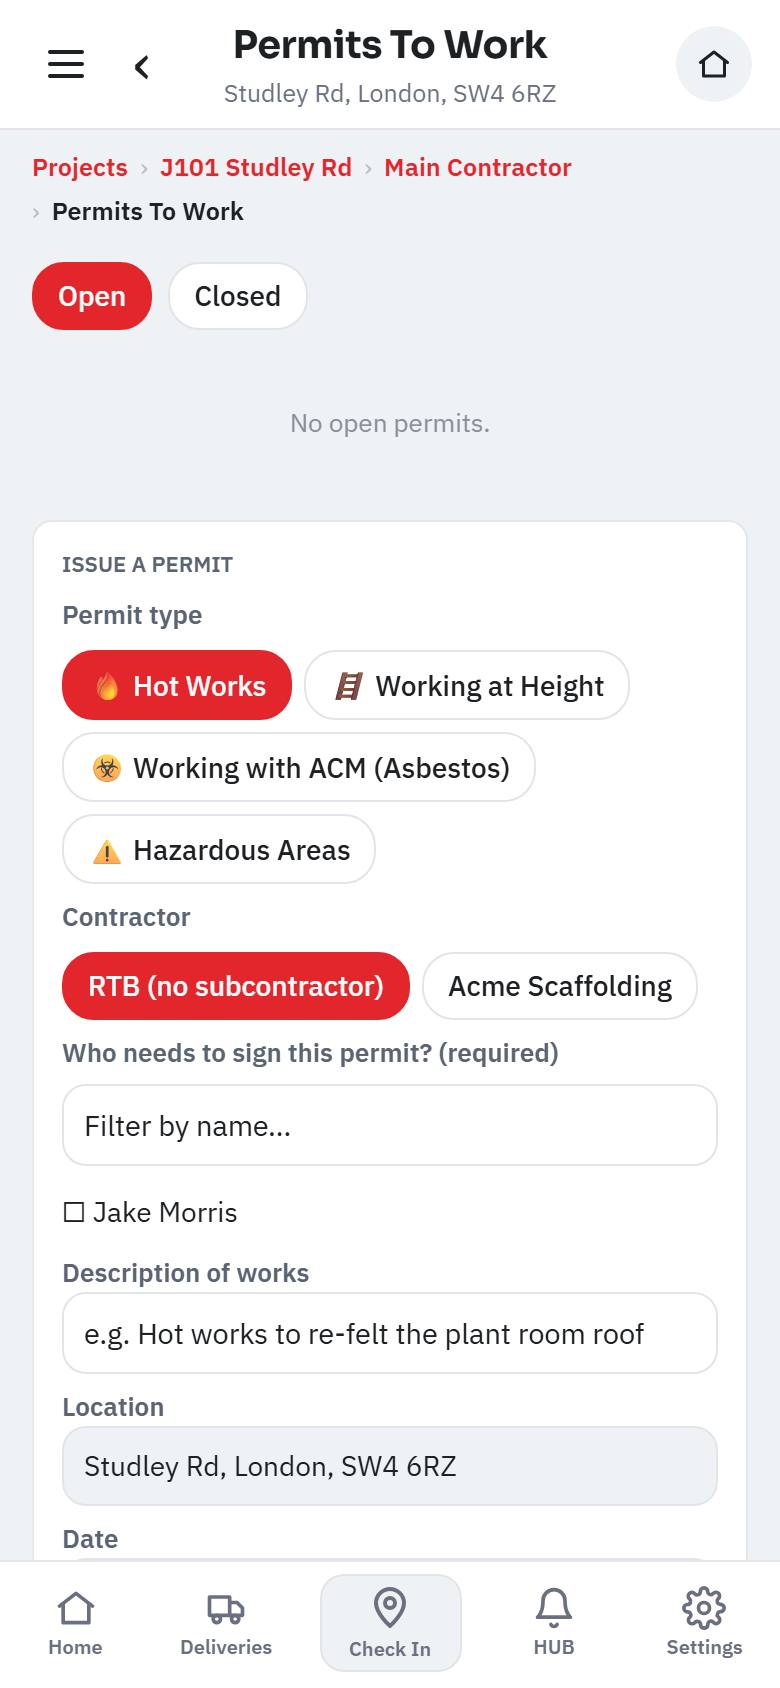 Permits To Work
Studley Rd, London, SW4 6RZ
Projects › J101 Studley Rd › Main Contractor
› Permits To Work
Open Closed
No open permits.
ISSUE A PERMIT
Permit type
Hot Works Working at Height
Working with ACM (Asbestos)
Hazardous Areas
Contractor
RTB (no subcontractor) Acme Scaffolding
Who needs to sign this permit? (required)
Filter by name...
☐ Jake Morris
Description of works
e.g. Hot works to re-felt the plant room roof
Location
Studley Rd, London, SW4 6RZ
Date
Home Deliveries Check In HUB Settings